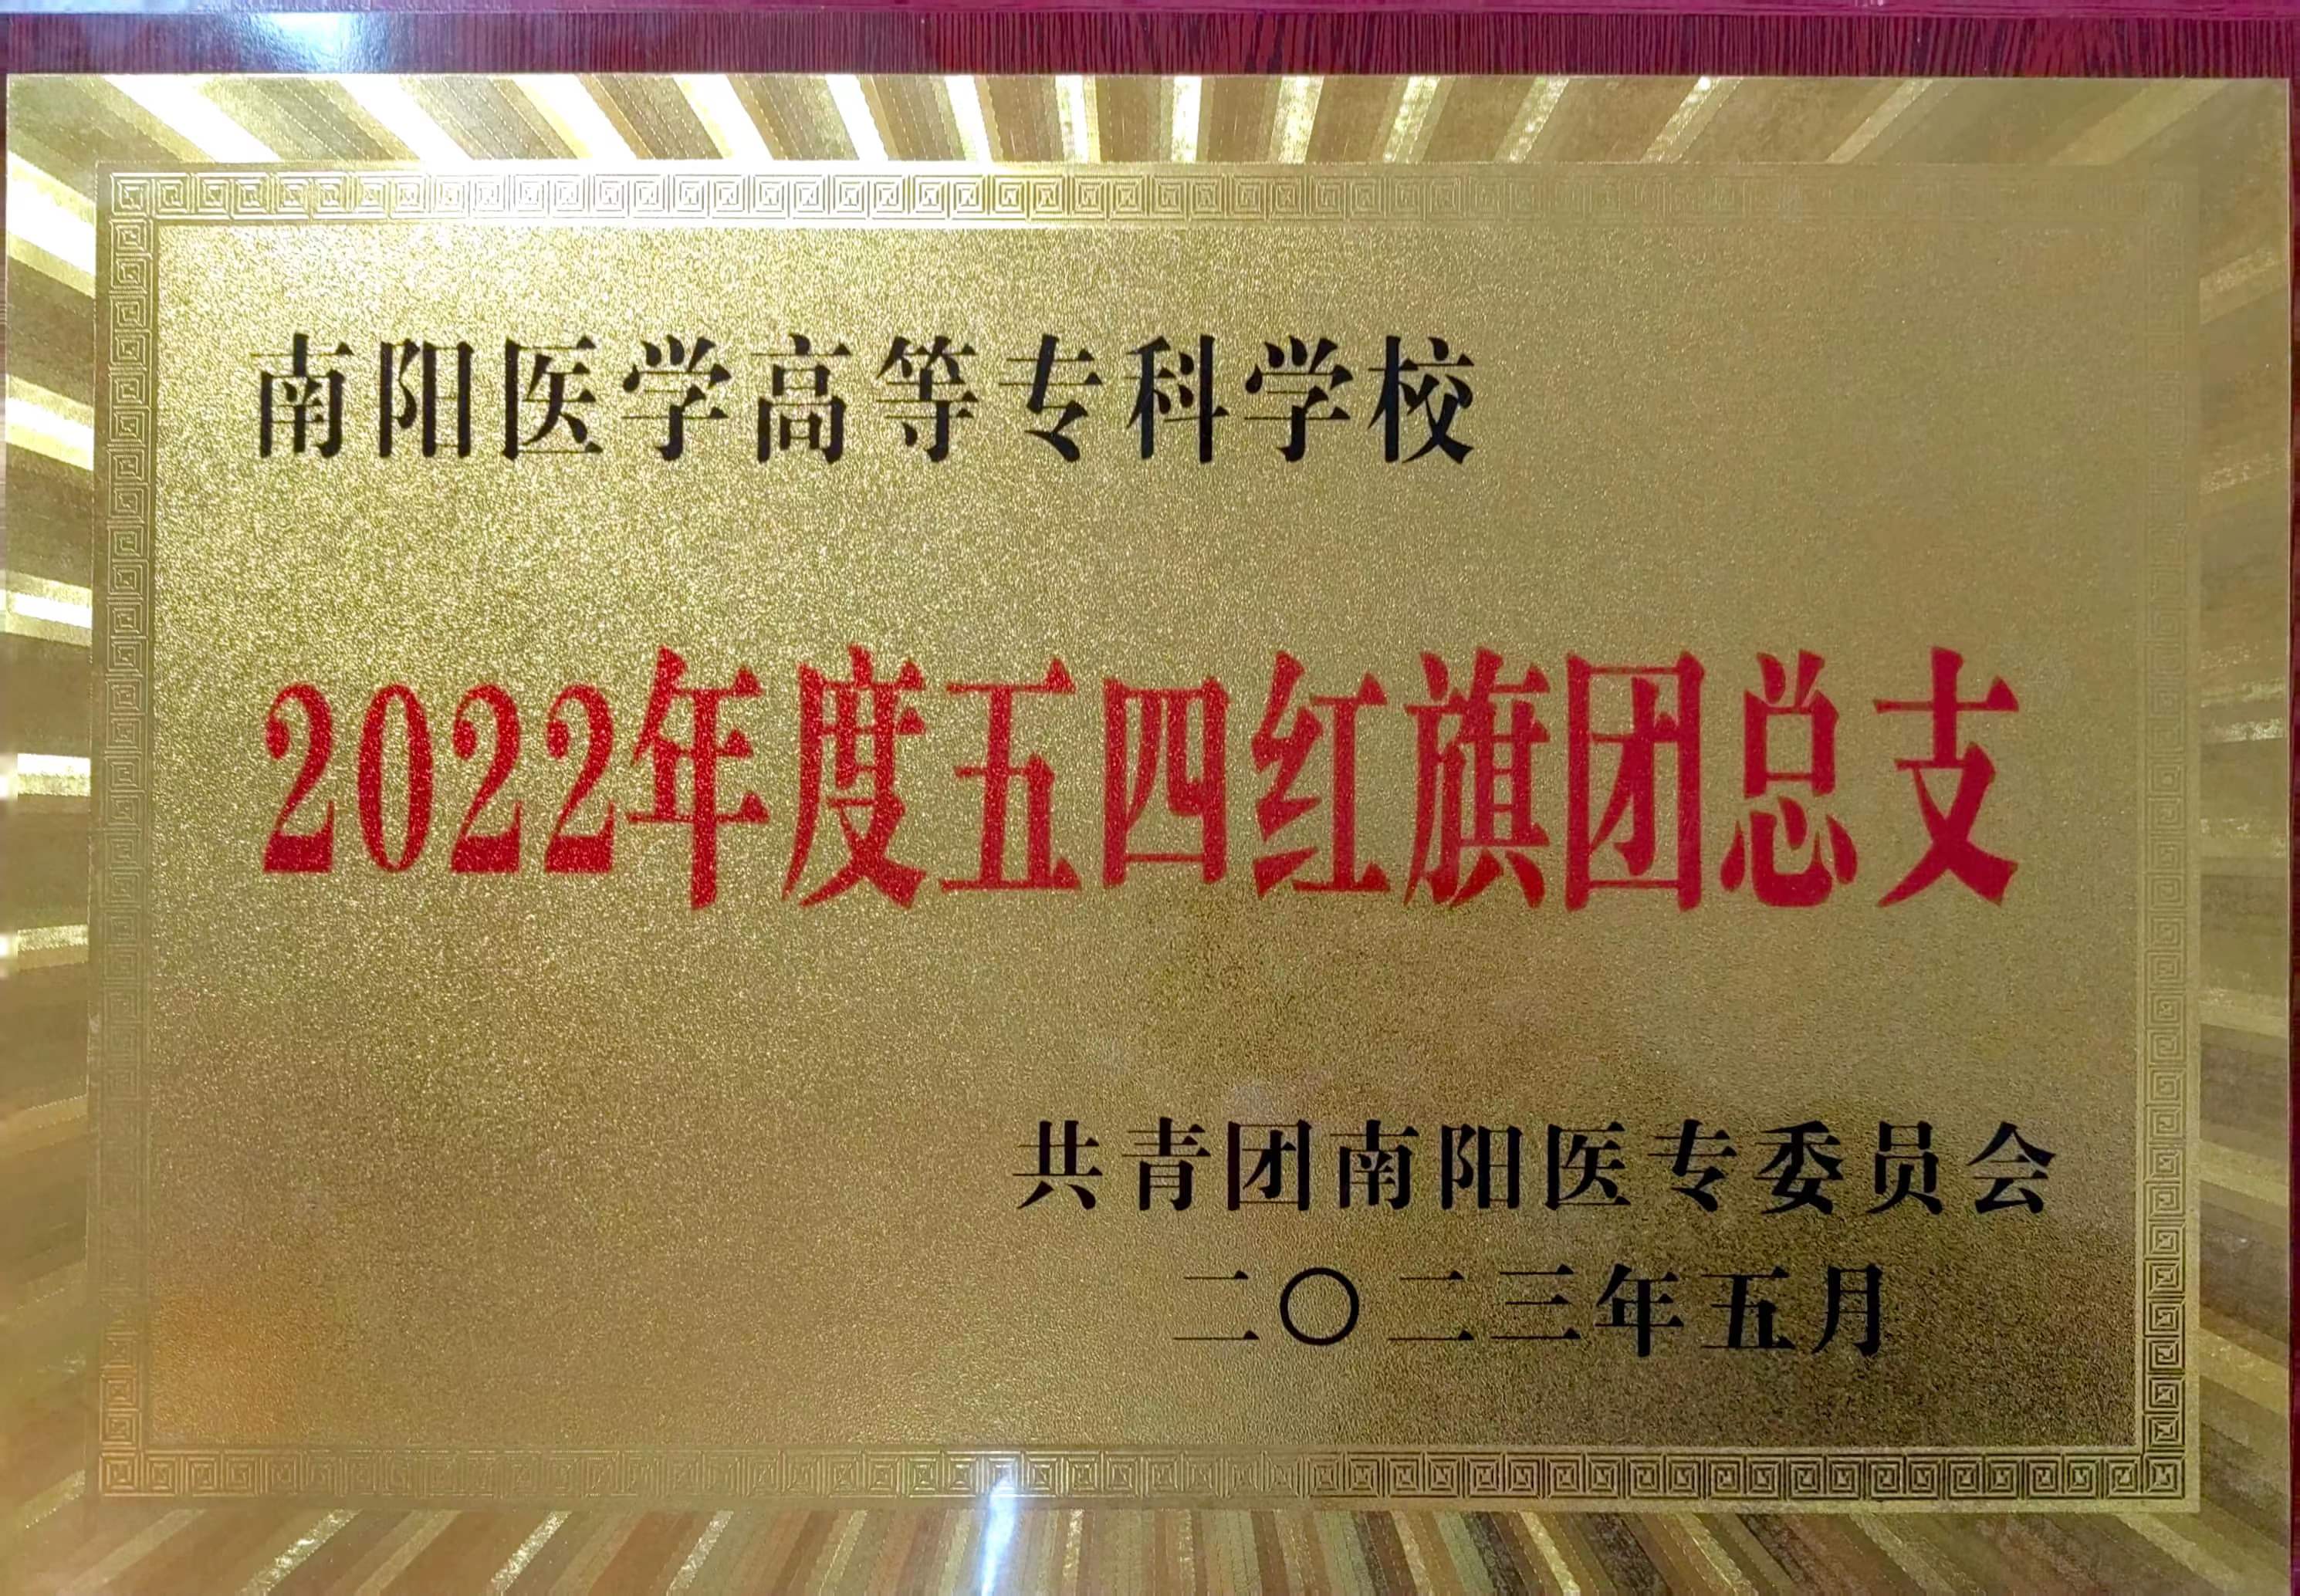 南阳医学高等专科学校
2022年度五四红旗团总支
共青团南阳医专委员会
二〇二三年五月